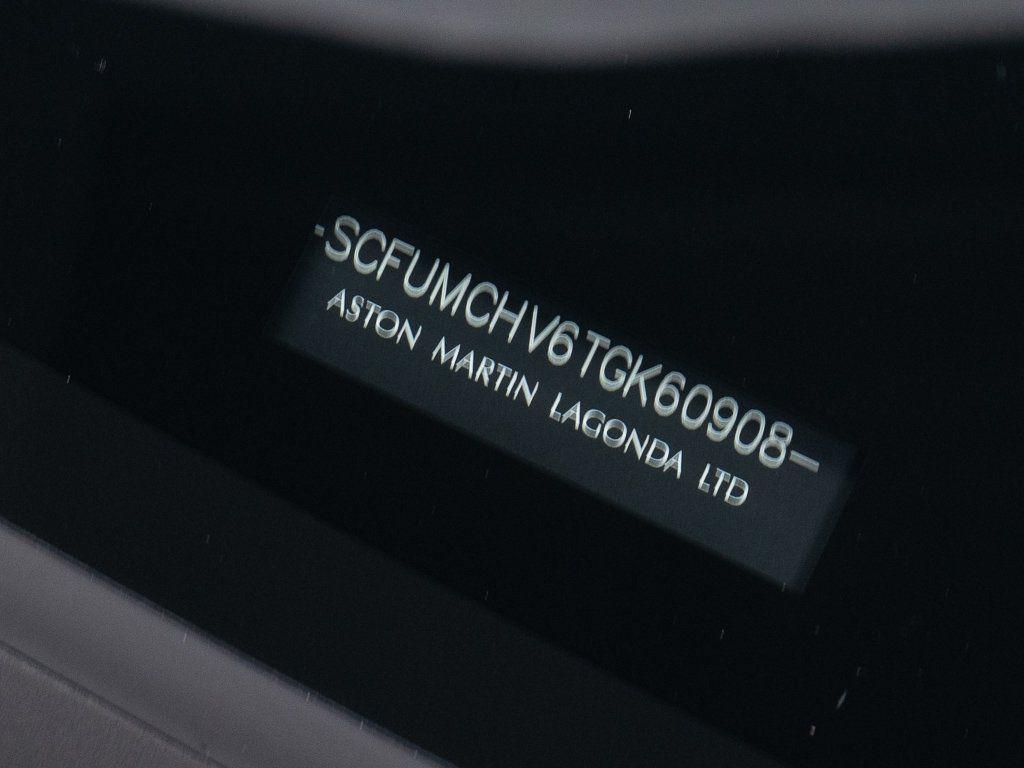 -SCFUMCHV6TGK60908-
ASTON MARTIN LAGONDA LTD